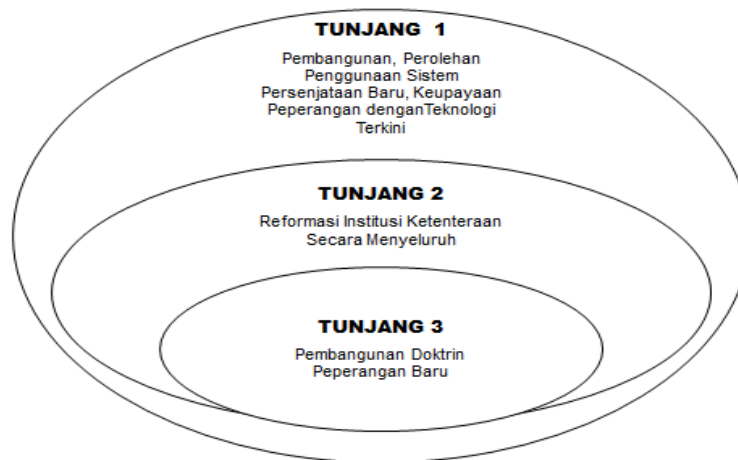 TUNJANG 1
Pembangunan, Perolehan
Penggunaan Sistem
Persenjataan Baru, Keupayaan
Peperangan denganTeknologi
Terkini
TUNJANG 2
Reformasi Institusi Ketenteraan
Secara Menyeluruh
TUNJANG 3
Pembangunan Doktrin
Peperangan Baru